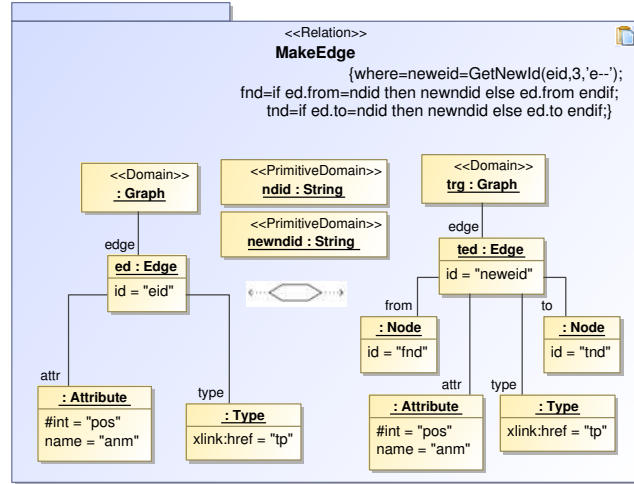 <<Relation>>
MakeEdge
{where=neweid=GetNewId(eid,3,'e--');
fnd=if ed.from=ndid then newndid else ed.from endif;
tnd=if ed.to=ndid then newndid else ed.to endif;}
<<Domain>>
: Graph
<<PrimitiveDomain>>
ndid : String
<<PrimitiveDomain>>
newndid : String
<<Domain>>
trg : Graph
edge
ed : Edge
id = "eid"
edge
ted : Edge
id = "neweid"
from
: Node
id = "fnd"
to
: Node
id = "tnd"
attr
: Attribute
#int = "pos"
name = "anm"
type
: Type
xlink:href = "tp"
attr
: Attribute
#int = "pos"
name = "anm"
type
: Type
xlink:href = "tp"